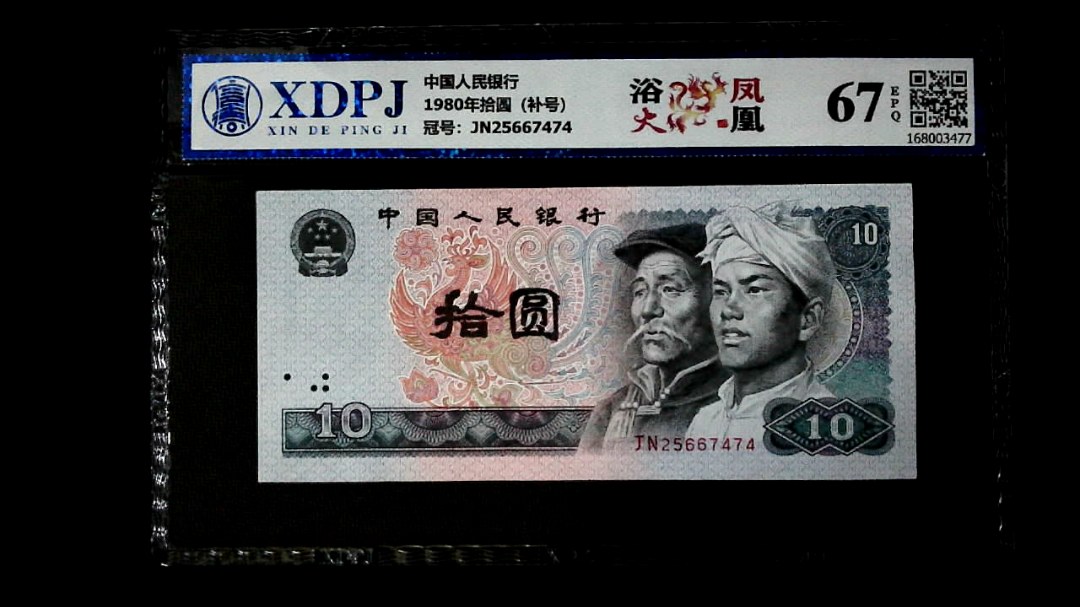 XDPJ
XIN DE PING JI
中国人民银行
1980年拾圆（补号）
冠号：JN25667474
浴火凤凰
67
EPQ
168003477
中国人民银行
10
拾圆
10
JN25667474
10